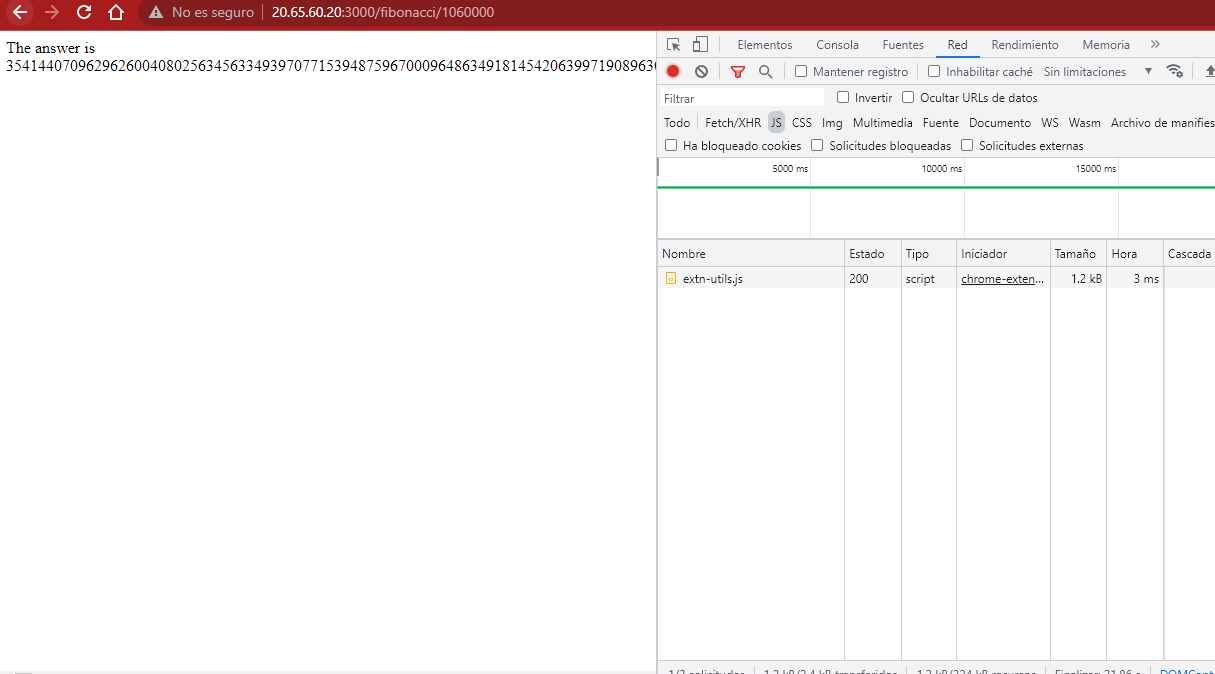 No es seguro 20.65.60.20:3000/fibonacci/1060000
The answer is
Elementos Consola Fuentes Red Rendimiento Memoria »
Mantener registro Inhabilitar caché Sin limitaciones ▼
Filtrar Invertir Ocultar URLs de datos
Todo Fetch/XHR JS CSS Img Multimedia Fuente Documento WS Wasm Archivo de manifies
Ha bloqueado cookies Solicitudes bloqueadas Solicitudes externas
5000 ms 10000 ms 15000 ms
Nombre Estado Tipo Iniciador Tamaño Hora Cascada
extn-utils.js 200 script chrome-exten... 1.2 kB 3 ms